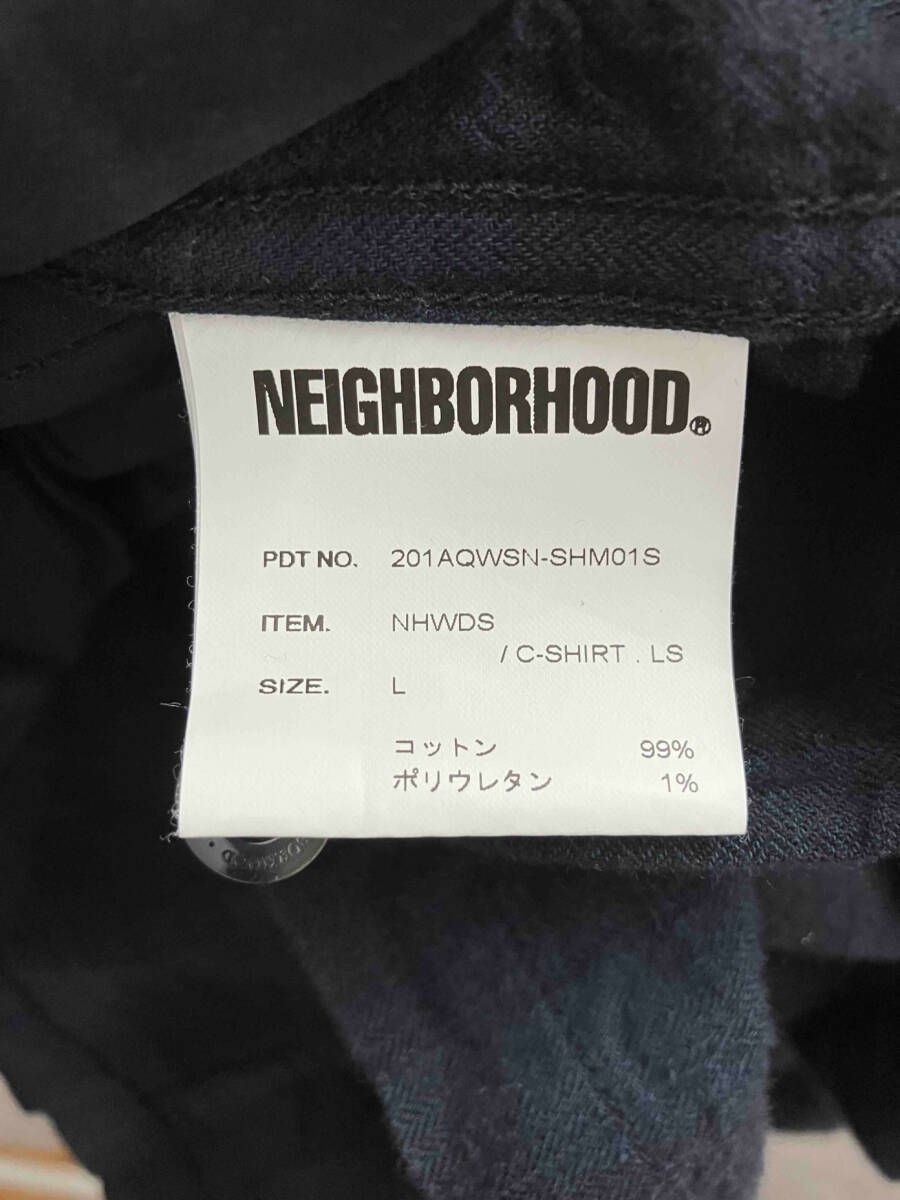 NEIGHBORHOOD®
PDT NO. 201AQWSN-SHM01S
ITEM. NHWDS
/ C-SHIRT . LS
SIZE. L
コットン 99%
ポリウレタン 1%